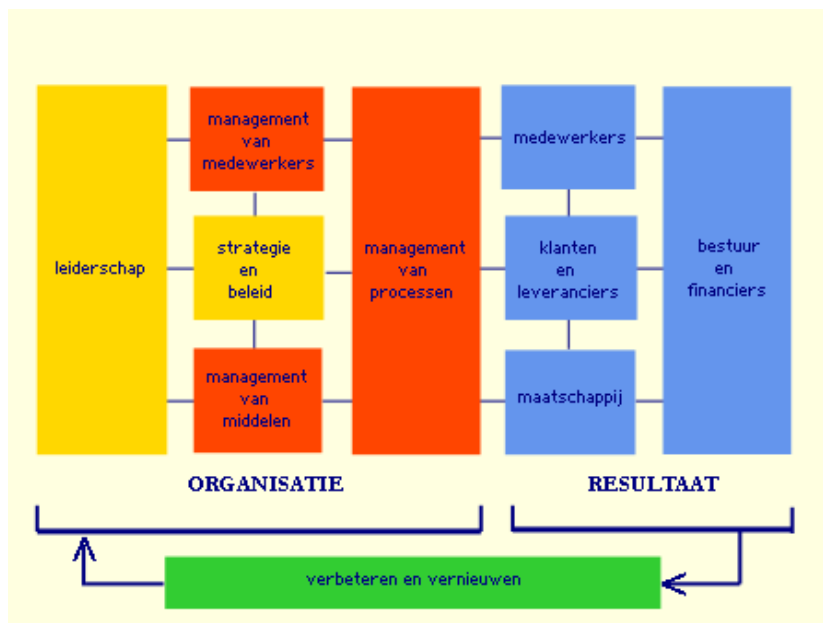 leiderschap
management
van
medewerkers
strategie
en
beleid
management
van
middelen
management
van
processen
medewerkers
klanten
en
leveranciers
maatschappij
bestuur
en
financiers
ORGANISATIE
RESULTAAT
verbeteren en vernieuwen